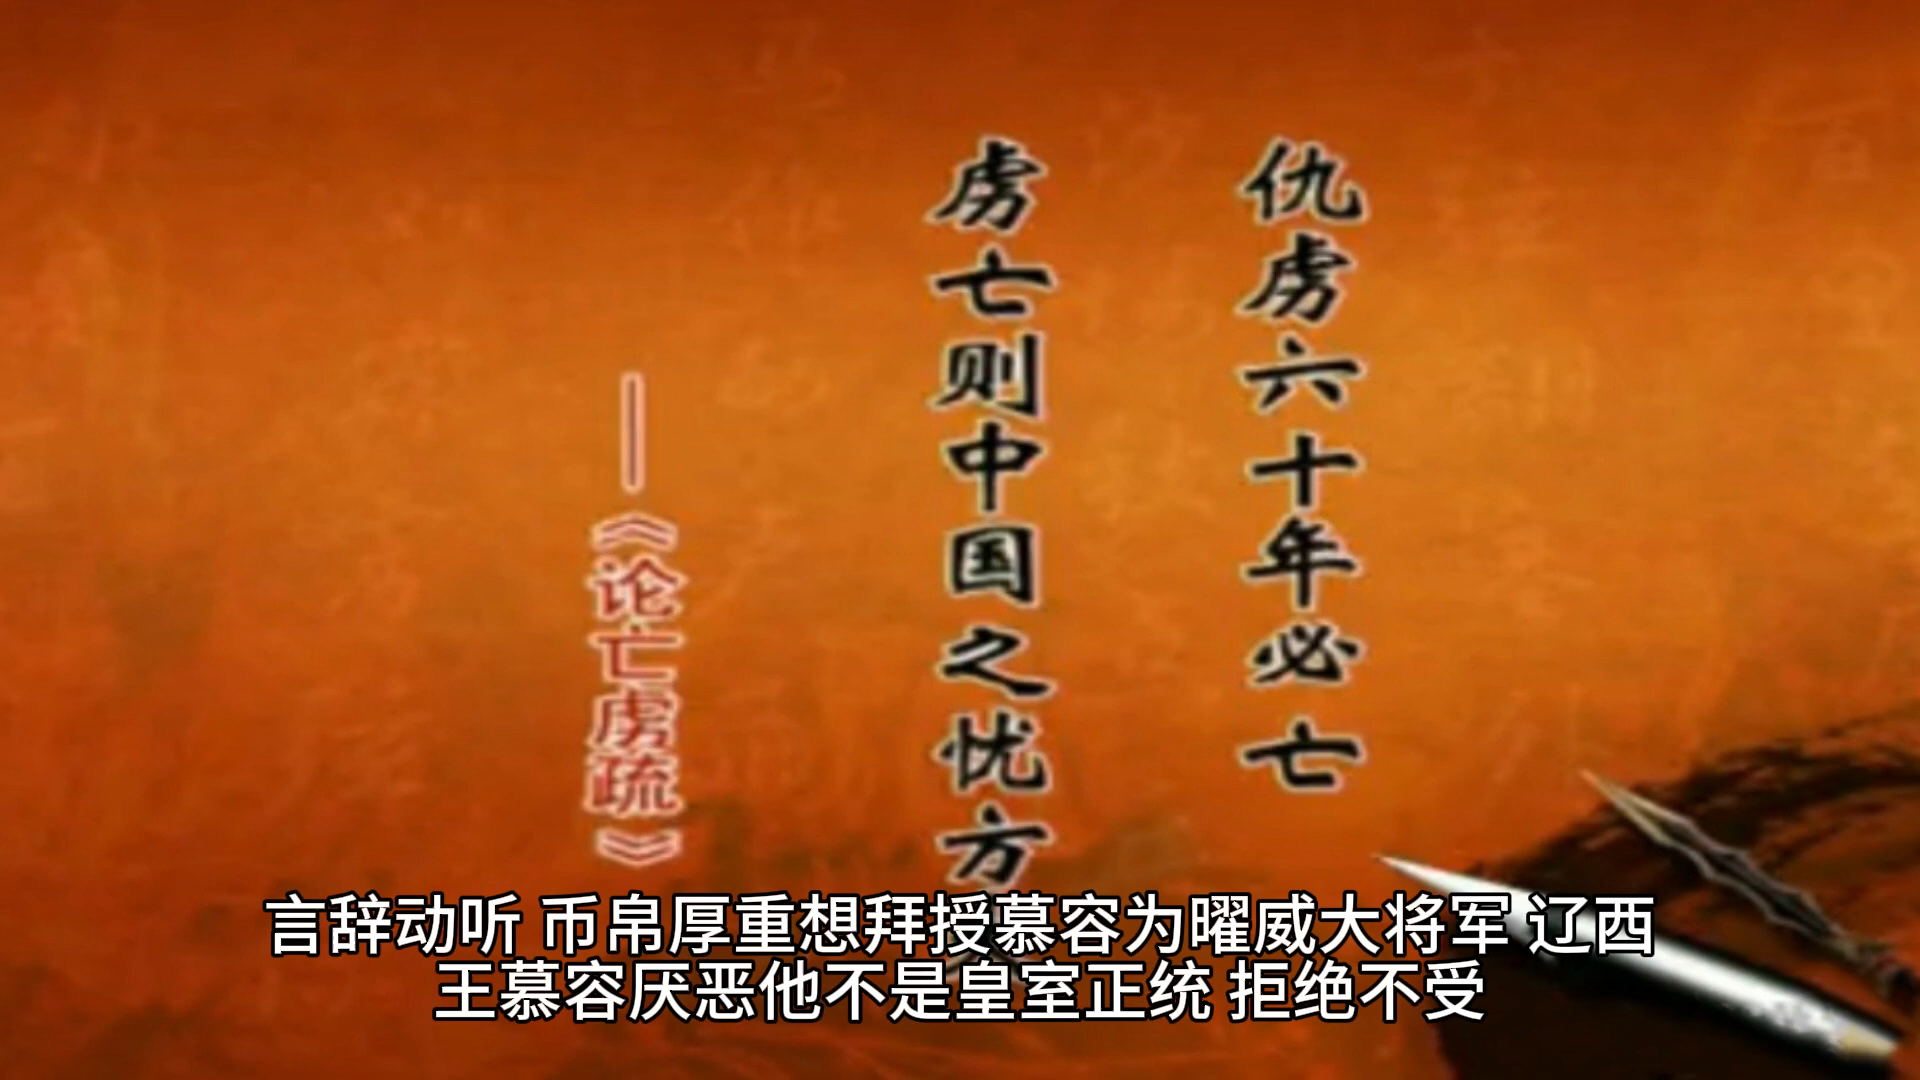 仇虏六十年必亡
虏亡则中国之忧方
——《论亡虏疏》
言辞动听 币帛厚重想拜授慕容为曜威大将军 辽西
王慕容厌恶他不是皇室正统 拒绝不受